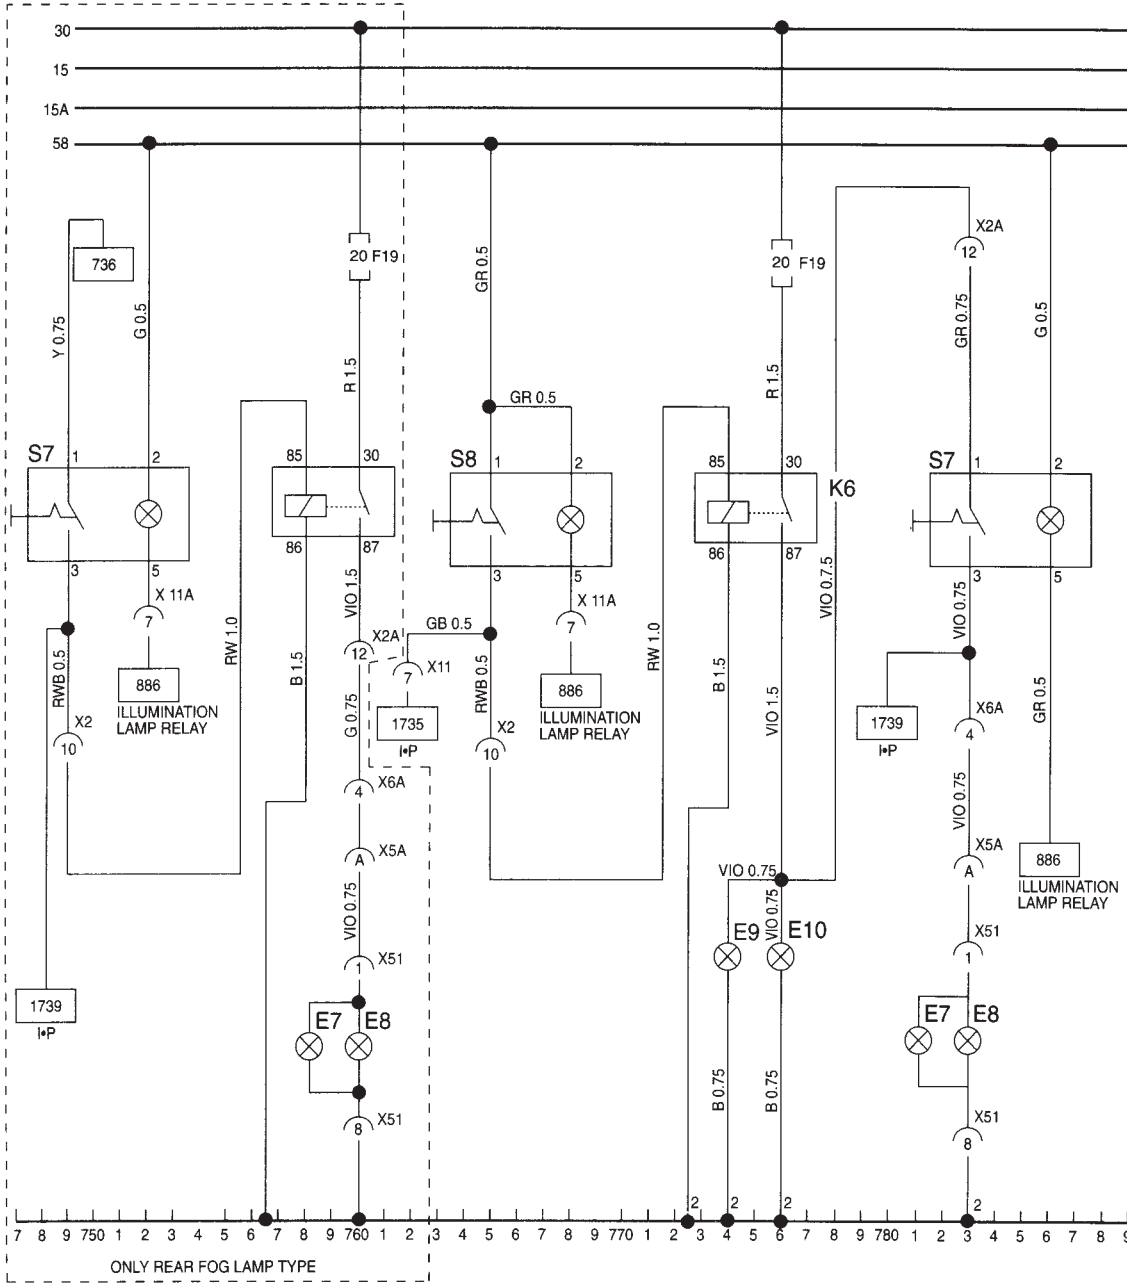 30
15
15A
58
736
Y 0.75
G 0.5
20 F19
R 1.5
GR 0.5
GR 0.5
20 F19
R 1.5
X2A
12
GR 0.75
G 0.5
S7
1
2
85
30
S8
1
2
85
30
K6
S7
1
2
3
5
86
87
3
5
86
87
3
5
X 11A
7
886
ILLUMINATION
LAMP RELAY
RWB 0.5
X2
10
RW 1.0
B 1.5
VIO 1.5
X2A
12
G 0.75
GB 0.5
X11
7
1735
I•P
RWB 0.5
X2
10
X 11A
7
886
ILLUMINATION
LAMP RELAY
RW 1.0
B 1.5
VIO 1.5
VIO 0.7.5
VIO 0.75
1739
I•P
X6A
4
GR 0.5
X6A
4
X5A
A
VIO 0.75
VIO 0.75
VIO 0.75
VIO 0.75
X5A
A
886
ILLUMINATION
LAMP RELAY
1739
I•P
X51
1
E7
E8
X51
8
E9
E10
B 0.75
B 0.75
X51
1
E7
E8
X51
8
2
2
2
2
7 8 9 750 1 2 3 4 5 6 7 8 9 760 1 2 3 4 5 6 7 8 9 770 1 2 3 4 5 6 7 8 9 780 1 2 3 4 5 6 7 8 9
ONLY REAR FOG LAMP TYPE